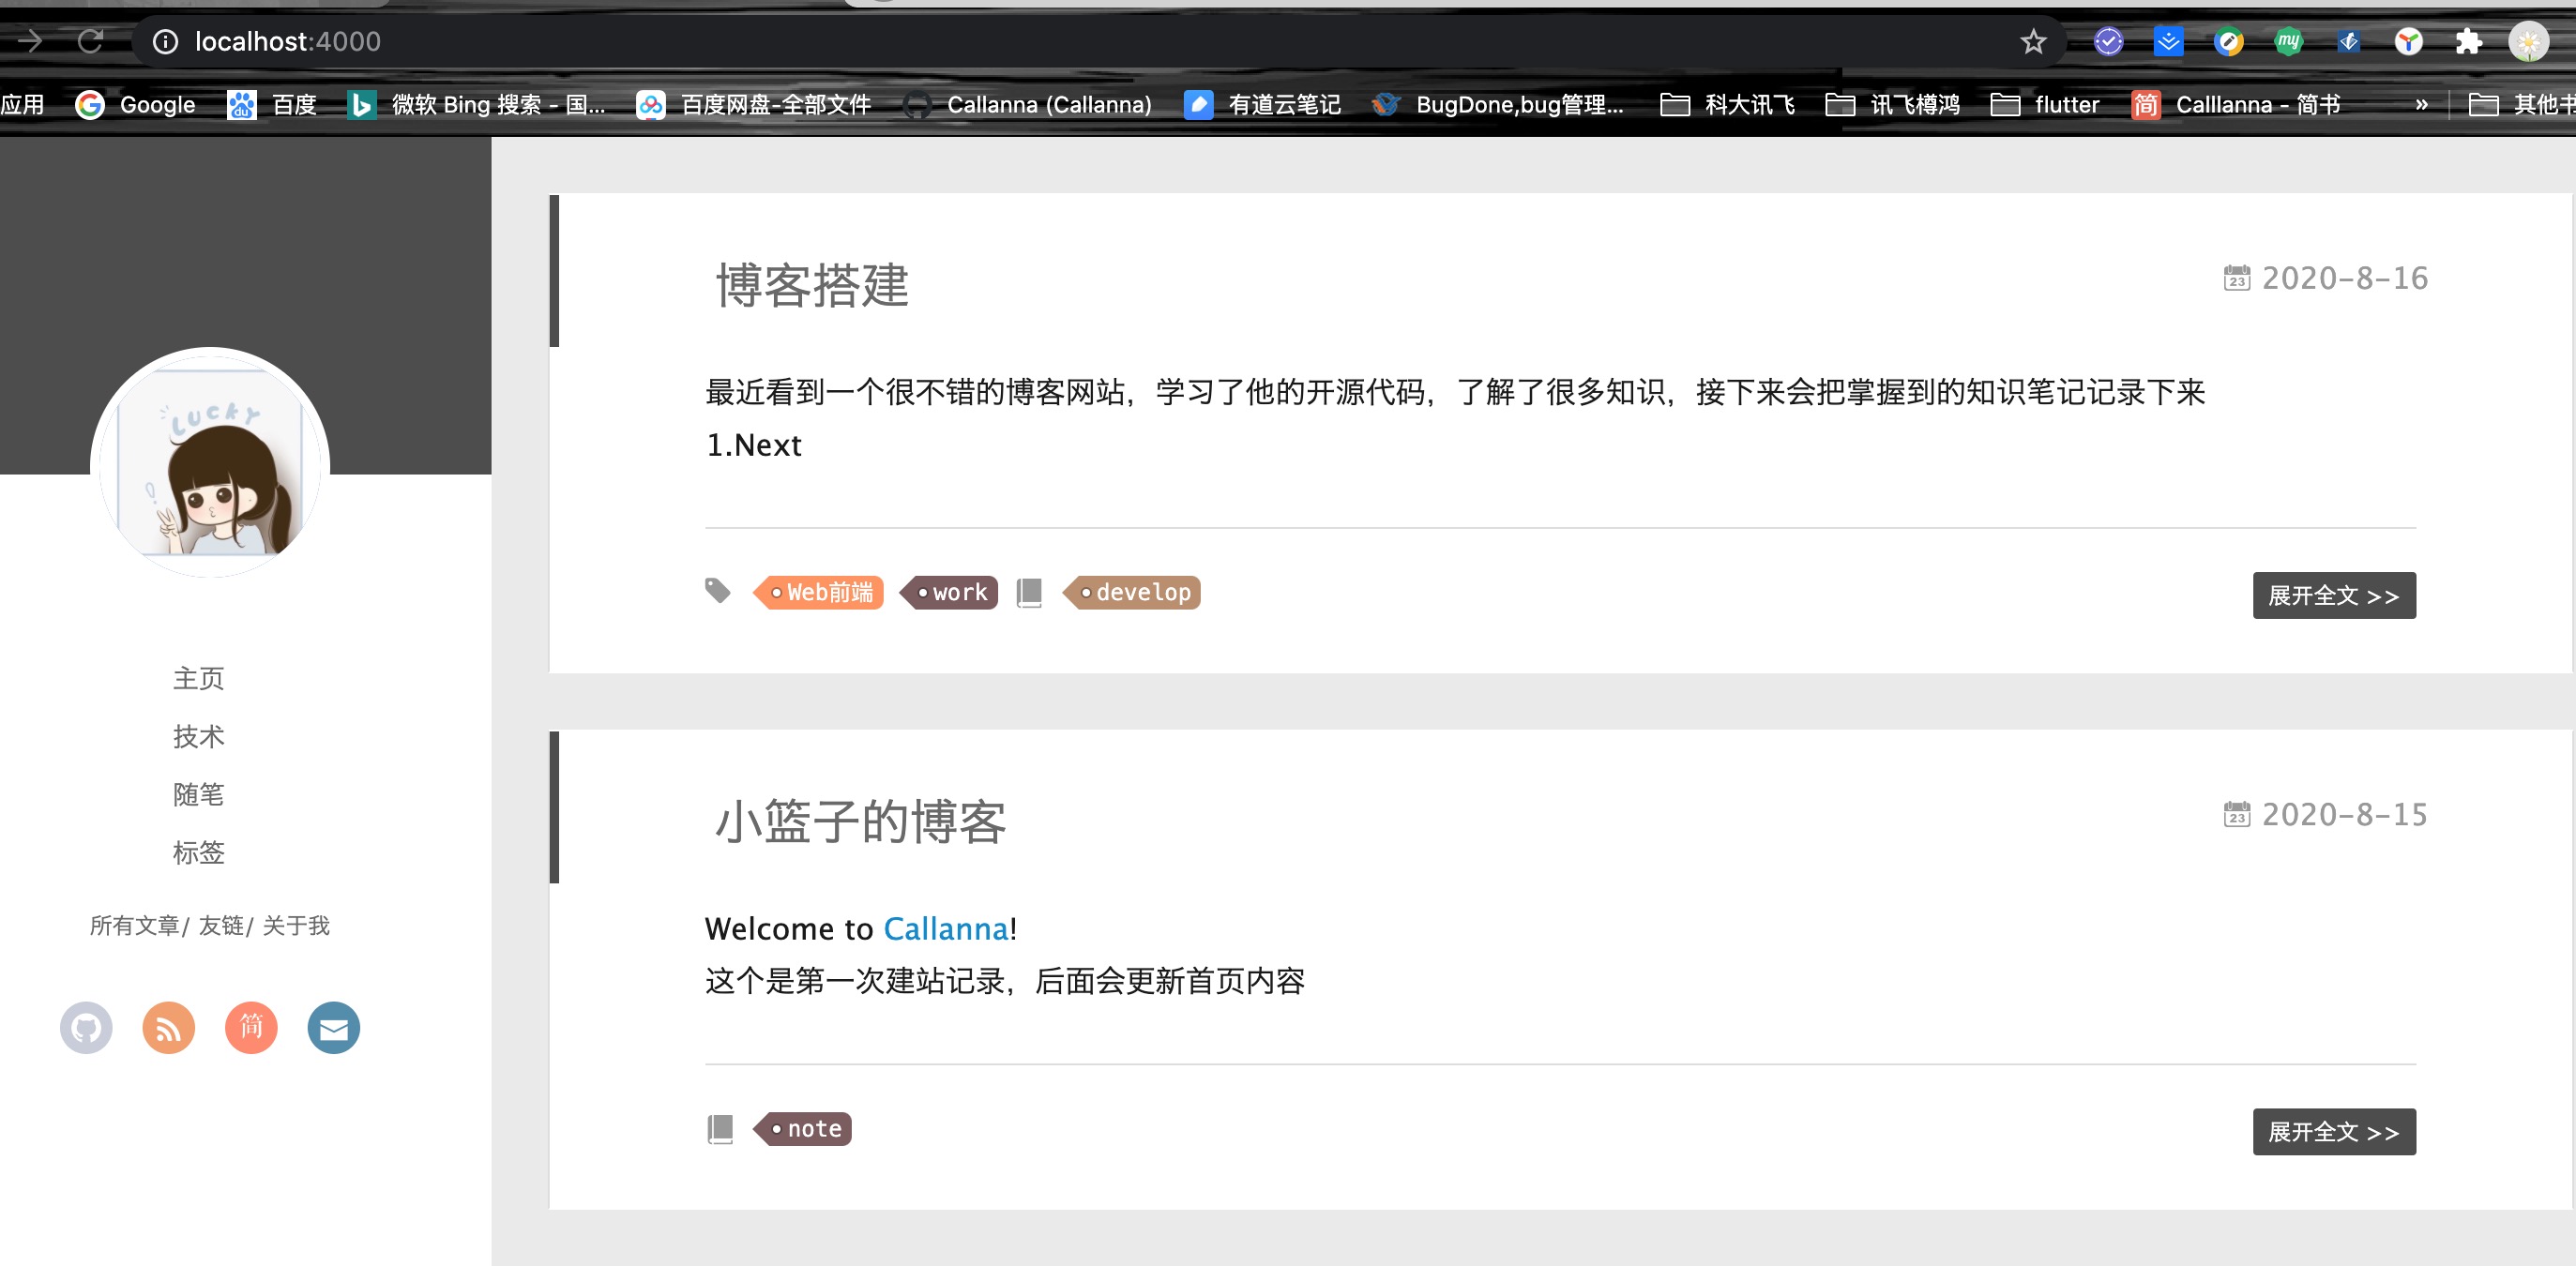 localhost:4000
应用 Google 百度 微软 Bing 搜索 - 国... 百度网盘-全部文件 Callanna (Callanna) 有道云笔记 BugDone,bug管理... 科大讯飞 讯飞樽鸿 flutter Calllanna - 简书 » 其他书
LUCKY
主页
技术
随笔
标签
所有文章/ 友链/ 关于我
简
博客搭建
2020-8-16
最近看到一个很不错的博客网站，学习了他的开源代码，了解了很多知识，接下来会把掌握到的知识笔记记录下来
1.Next
Web前端 work develop
展开全文 >>
小篮子的博客
2020-8-15
Welcome to Callanna!
这个是第一次建站记录，后面会更新首页内容
note
展开全文 >>